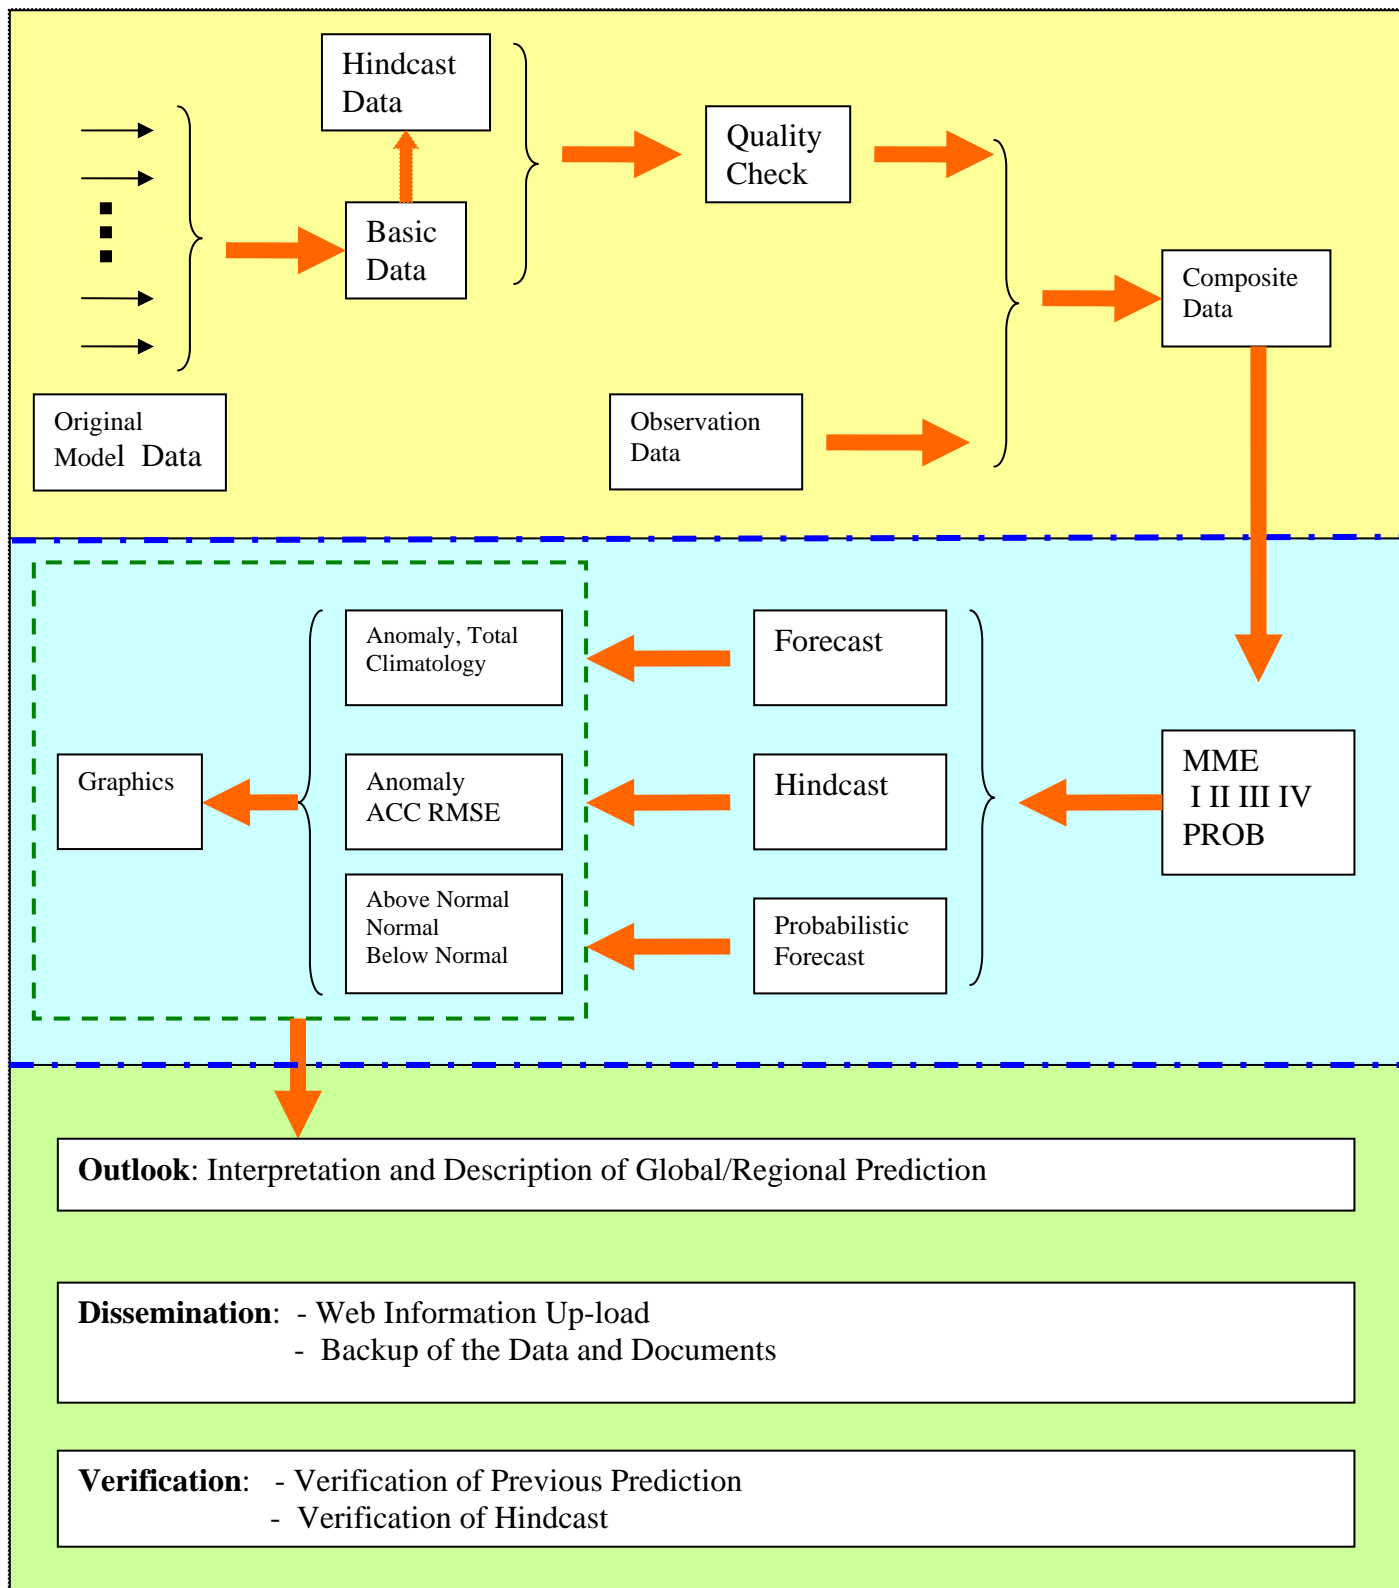 Hindcast
Data
Quality
Check
Basic
Data
Composite
Data
Original
Model Data
Observation
Data
Anomaly, Total
Climatology
Forecast
Graphics
Anomaly
ACC RMSE
Hindcast
MME
I II III IV
PROB
Above Normal
Normal
Below Normal
Probabilistic
Forecast
Outlook: Interpretation and Description of Global/Regional Prediction
Dissemination: - Web Information Up-load
- Backup of the Data and Documents
Verification: - Verification of Previous Prediction
- Verification of Hindcast